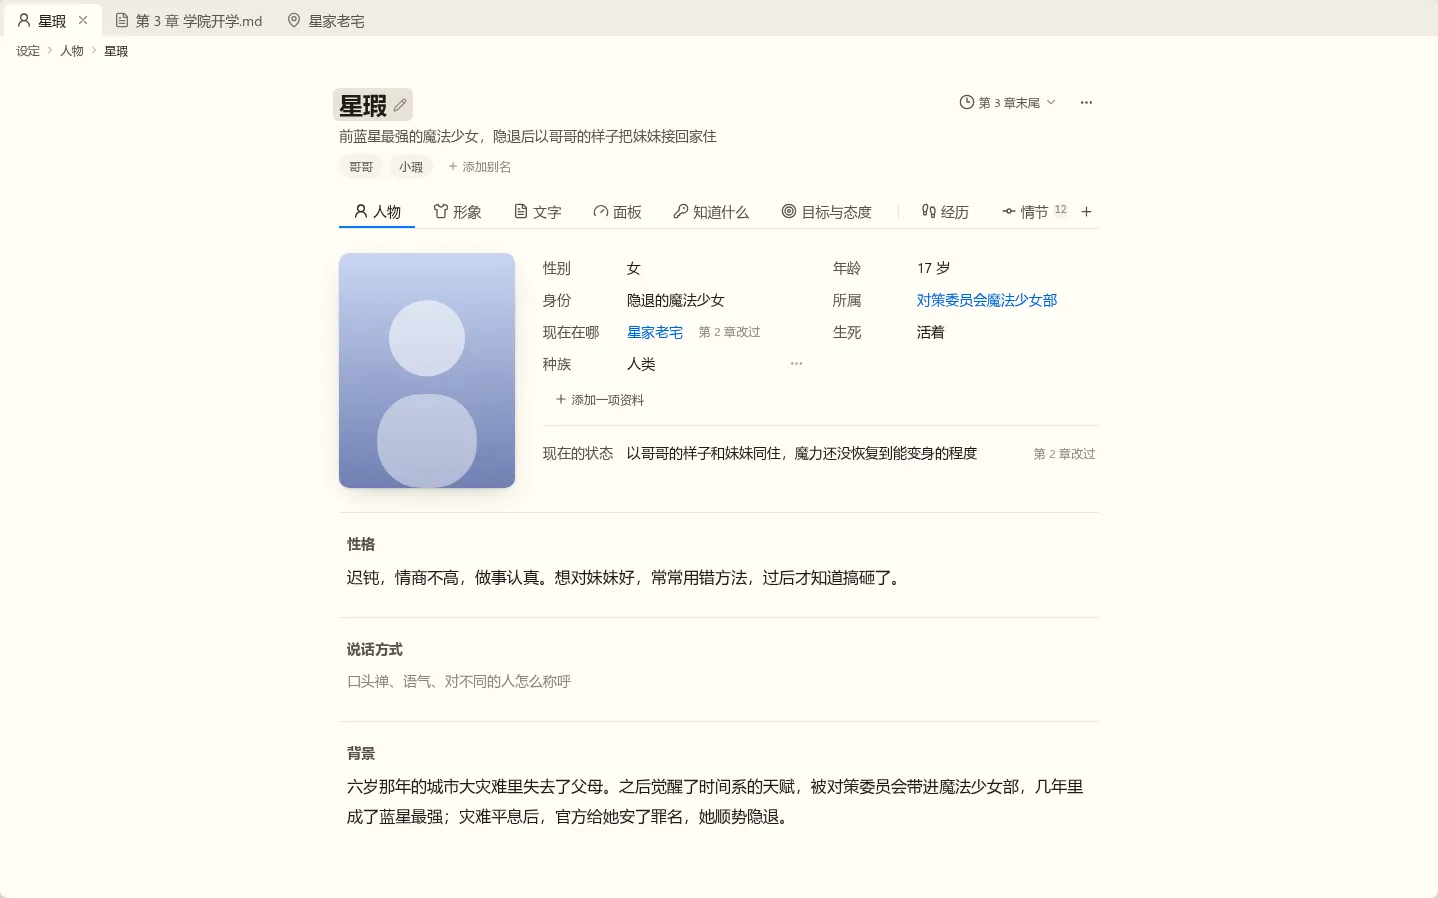 星瑕 第 3 章 学院开学.md 星家老宅
设定 人物 星瑕
星瑕
第 3 章末尾
前蓝星最强的魔法少女，隐退后以哥哥的样子把妹妹接回家住
哥哥 小瑕 添加别名
人物 形象 文字 面板 知道什么 目标与态度 经历 情节 12
性别 女 年龄 17 岁
身份 隐退的魔法少女 所属 对策委员会魔法少女部
现在在哪 星家老宅 第 2 章改过 生死 活着
种族 人类
添加一项资料
现在的状态 以哥哥的样子和妹妹同住，魔力还没恢复到能变身的程度 第 2 章改过
性格
迟钝，情商不高，做事认真。想对妹妹好，常常用错方法，过后才知道搞砸了。
说话方式
口头禅、语气、对不同的人怎么称呼
背景
六岁那年的城市大灾难里失去了父母。之后觉醒了时间系的天赋，被对策委员会带进魔法少女部，几年里
成了蓝星最强；灾难平息后，官方给她安了罪名，她顺势隐退。